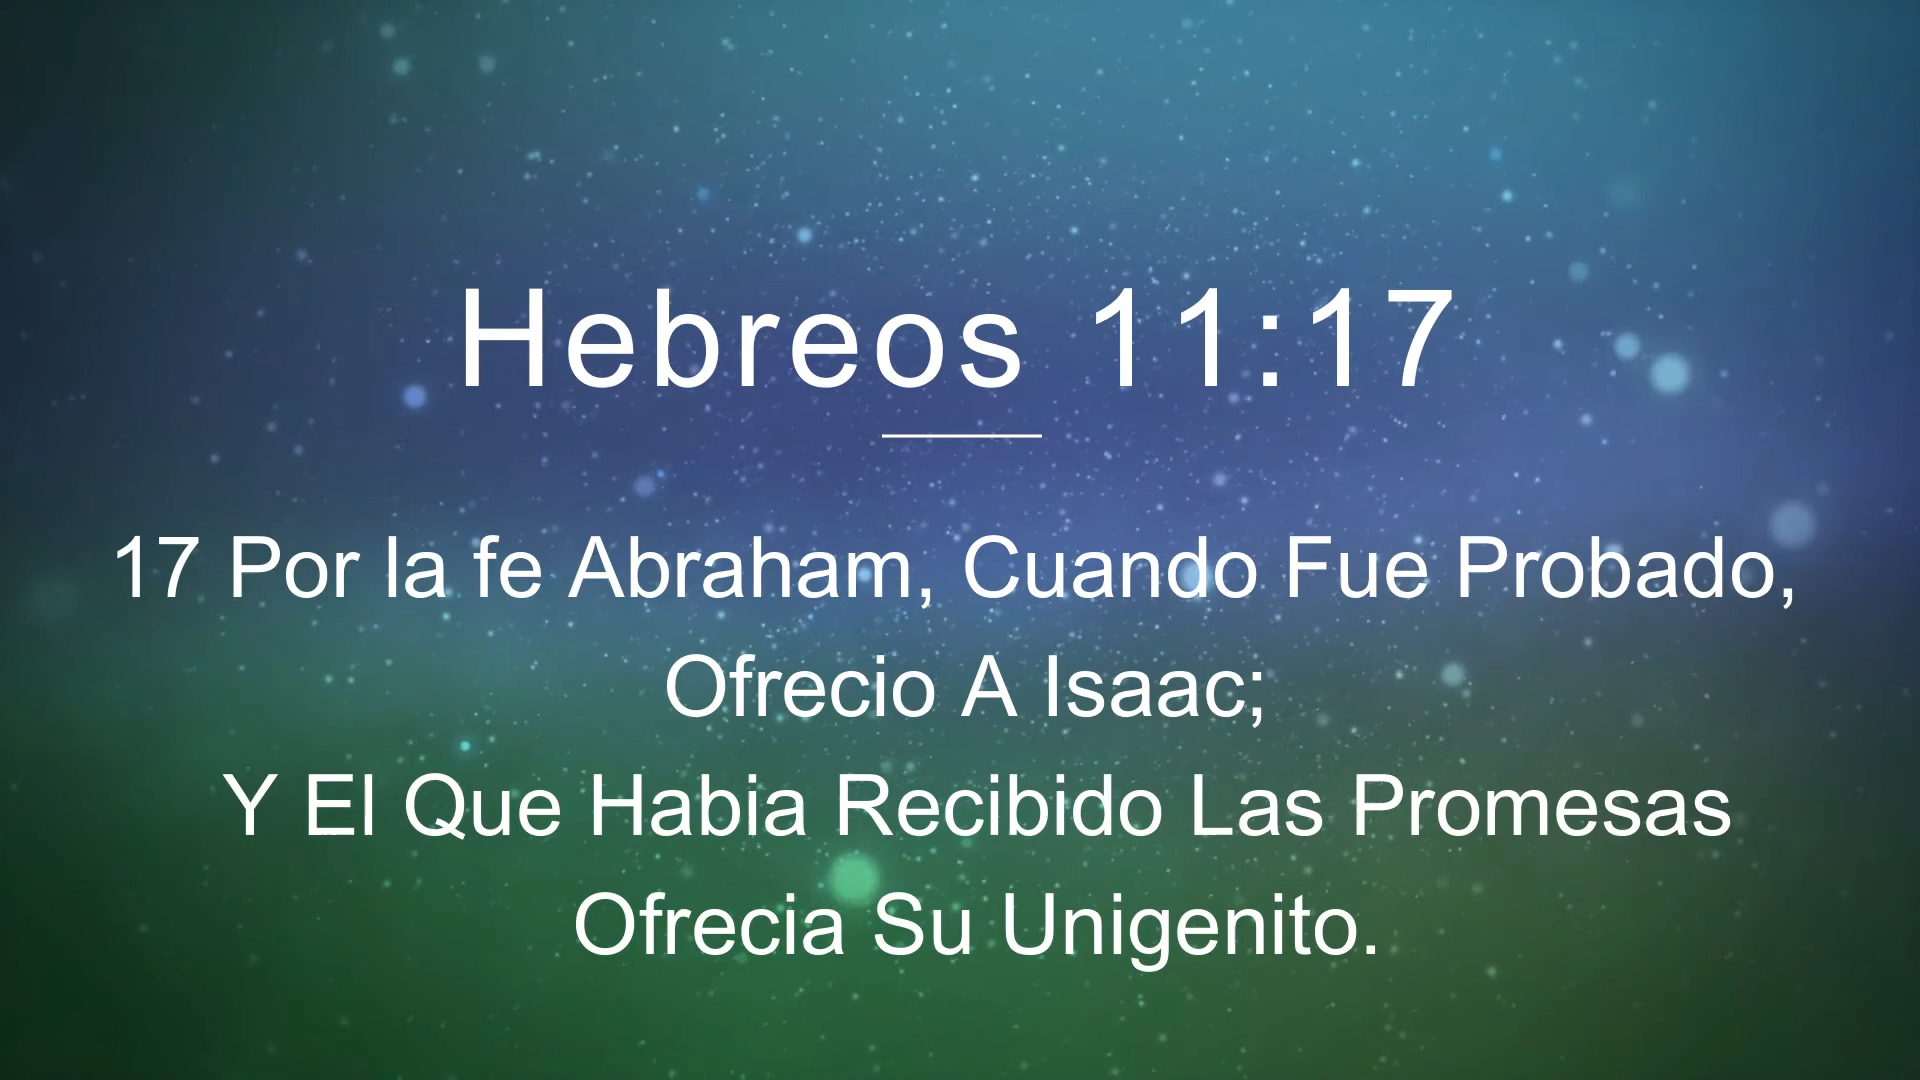 Hebreos 11:17
17 Por la fe Abraham, Cuando Fue Probado,
Ofrecio A Isaac;
Y El Que Habia Recibido Las Promesas
Ofrecia Su Unigenito.